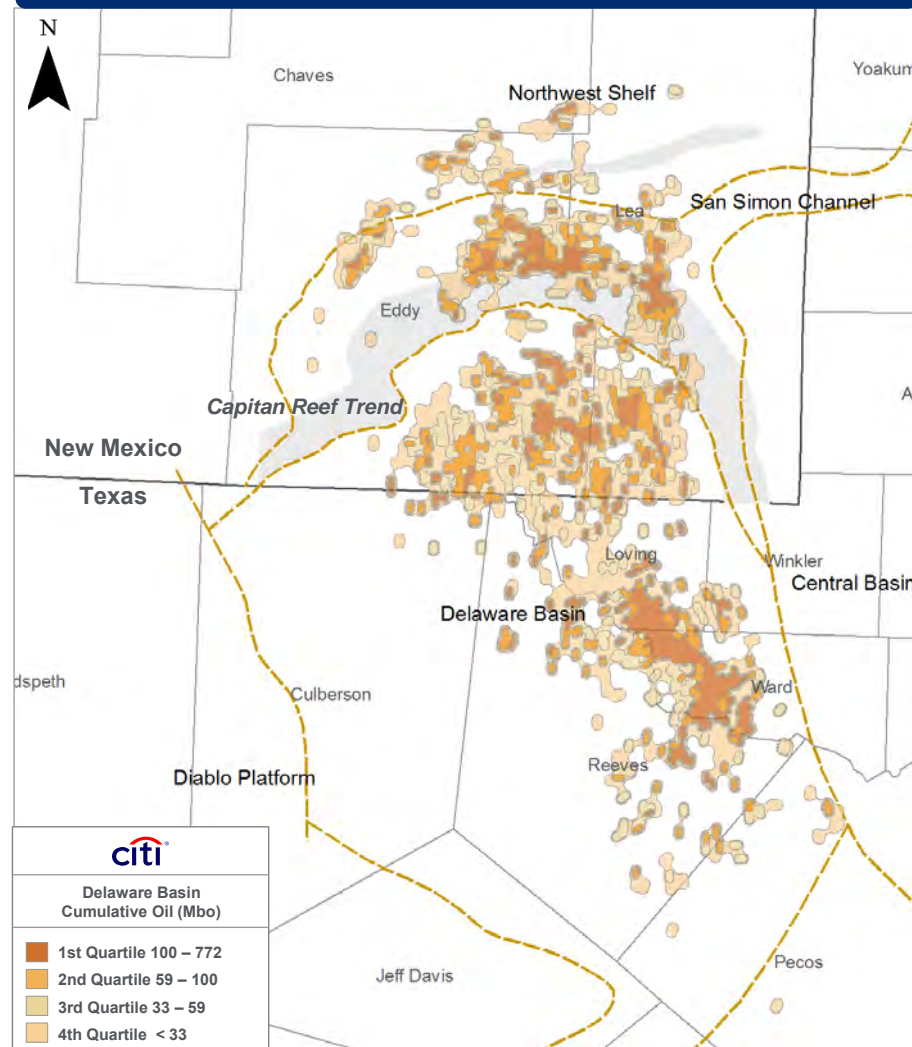 N
Chaves
Yoakum
Northwest Shelf
Lea
San Simon Channel
Eddy
A
Capitan Reef Trend
New Mexico
Texas
Loving
Winkler
Central Basin
Delaware Basin
dspeth
Culberson
Ward
Reeves
Diablo Platform
citi®
Delaware Basin
Cumulative Oil (Mbo)
1st Quartile 100 – 772
2nd Quartile 59 – 100
3rd Quartile 33 – 59
4th Quartile < 33
Jeff Davis
Pecos